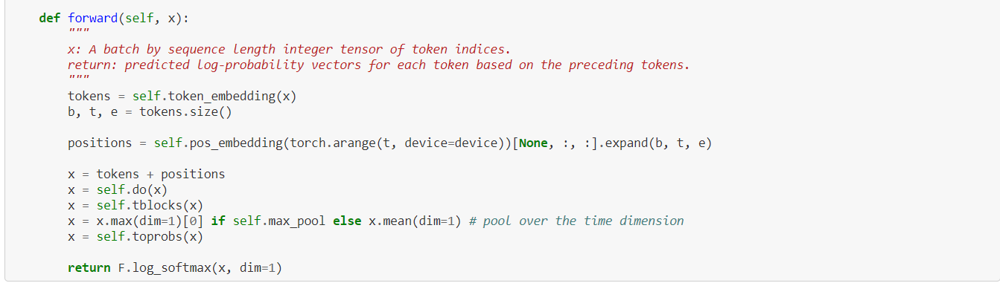 def forward(self, x):
"""
x: A batch by sequence length integer tensor of token indices.
return: predicted log-probability vectors for each token based on the preceding tokens.
"""
tokens = self.token_embedding(x)
b, t, e = tokens.size()
positions = self.pos_embedding(torch.arange(t, device=device))[None, :, :].expand(b, t, e)
x = tokens + positions
x = self.do(x)
x = self.tblocks(x)
x = x.max(dim=1)[0] if self.max_pool else x.mean(dim=1) # pool over the time dimension
x = self.toprobs(x)
return F.log_softmax(x, dim=1)